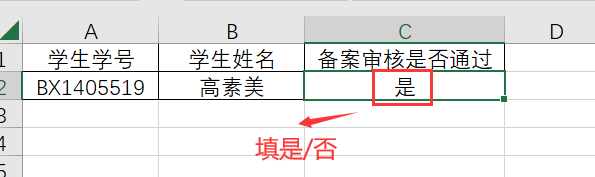 A B C D
1 学生学号 学生姓名 备案审核是否通过
2 BX1405519 高素美 是
3
填是/否
4
5